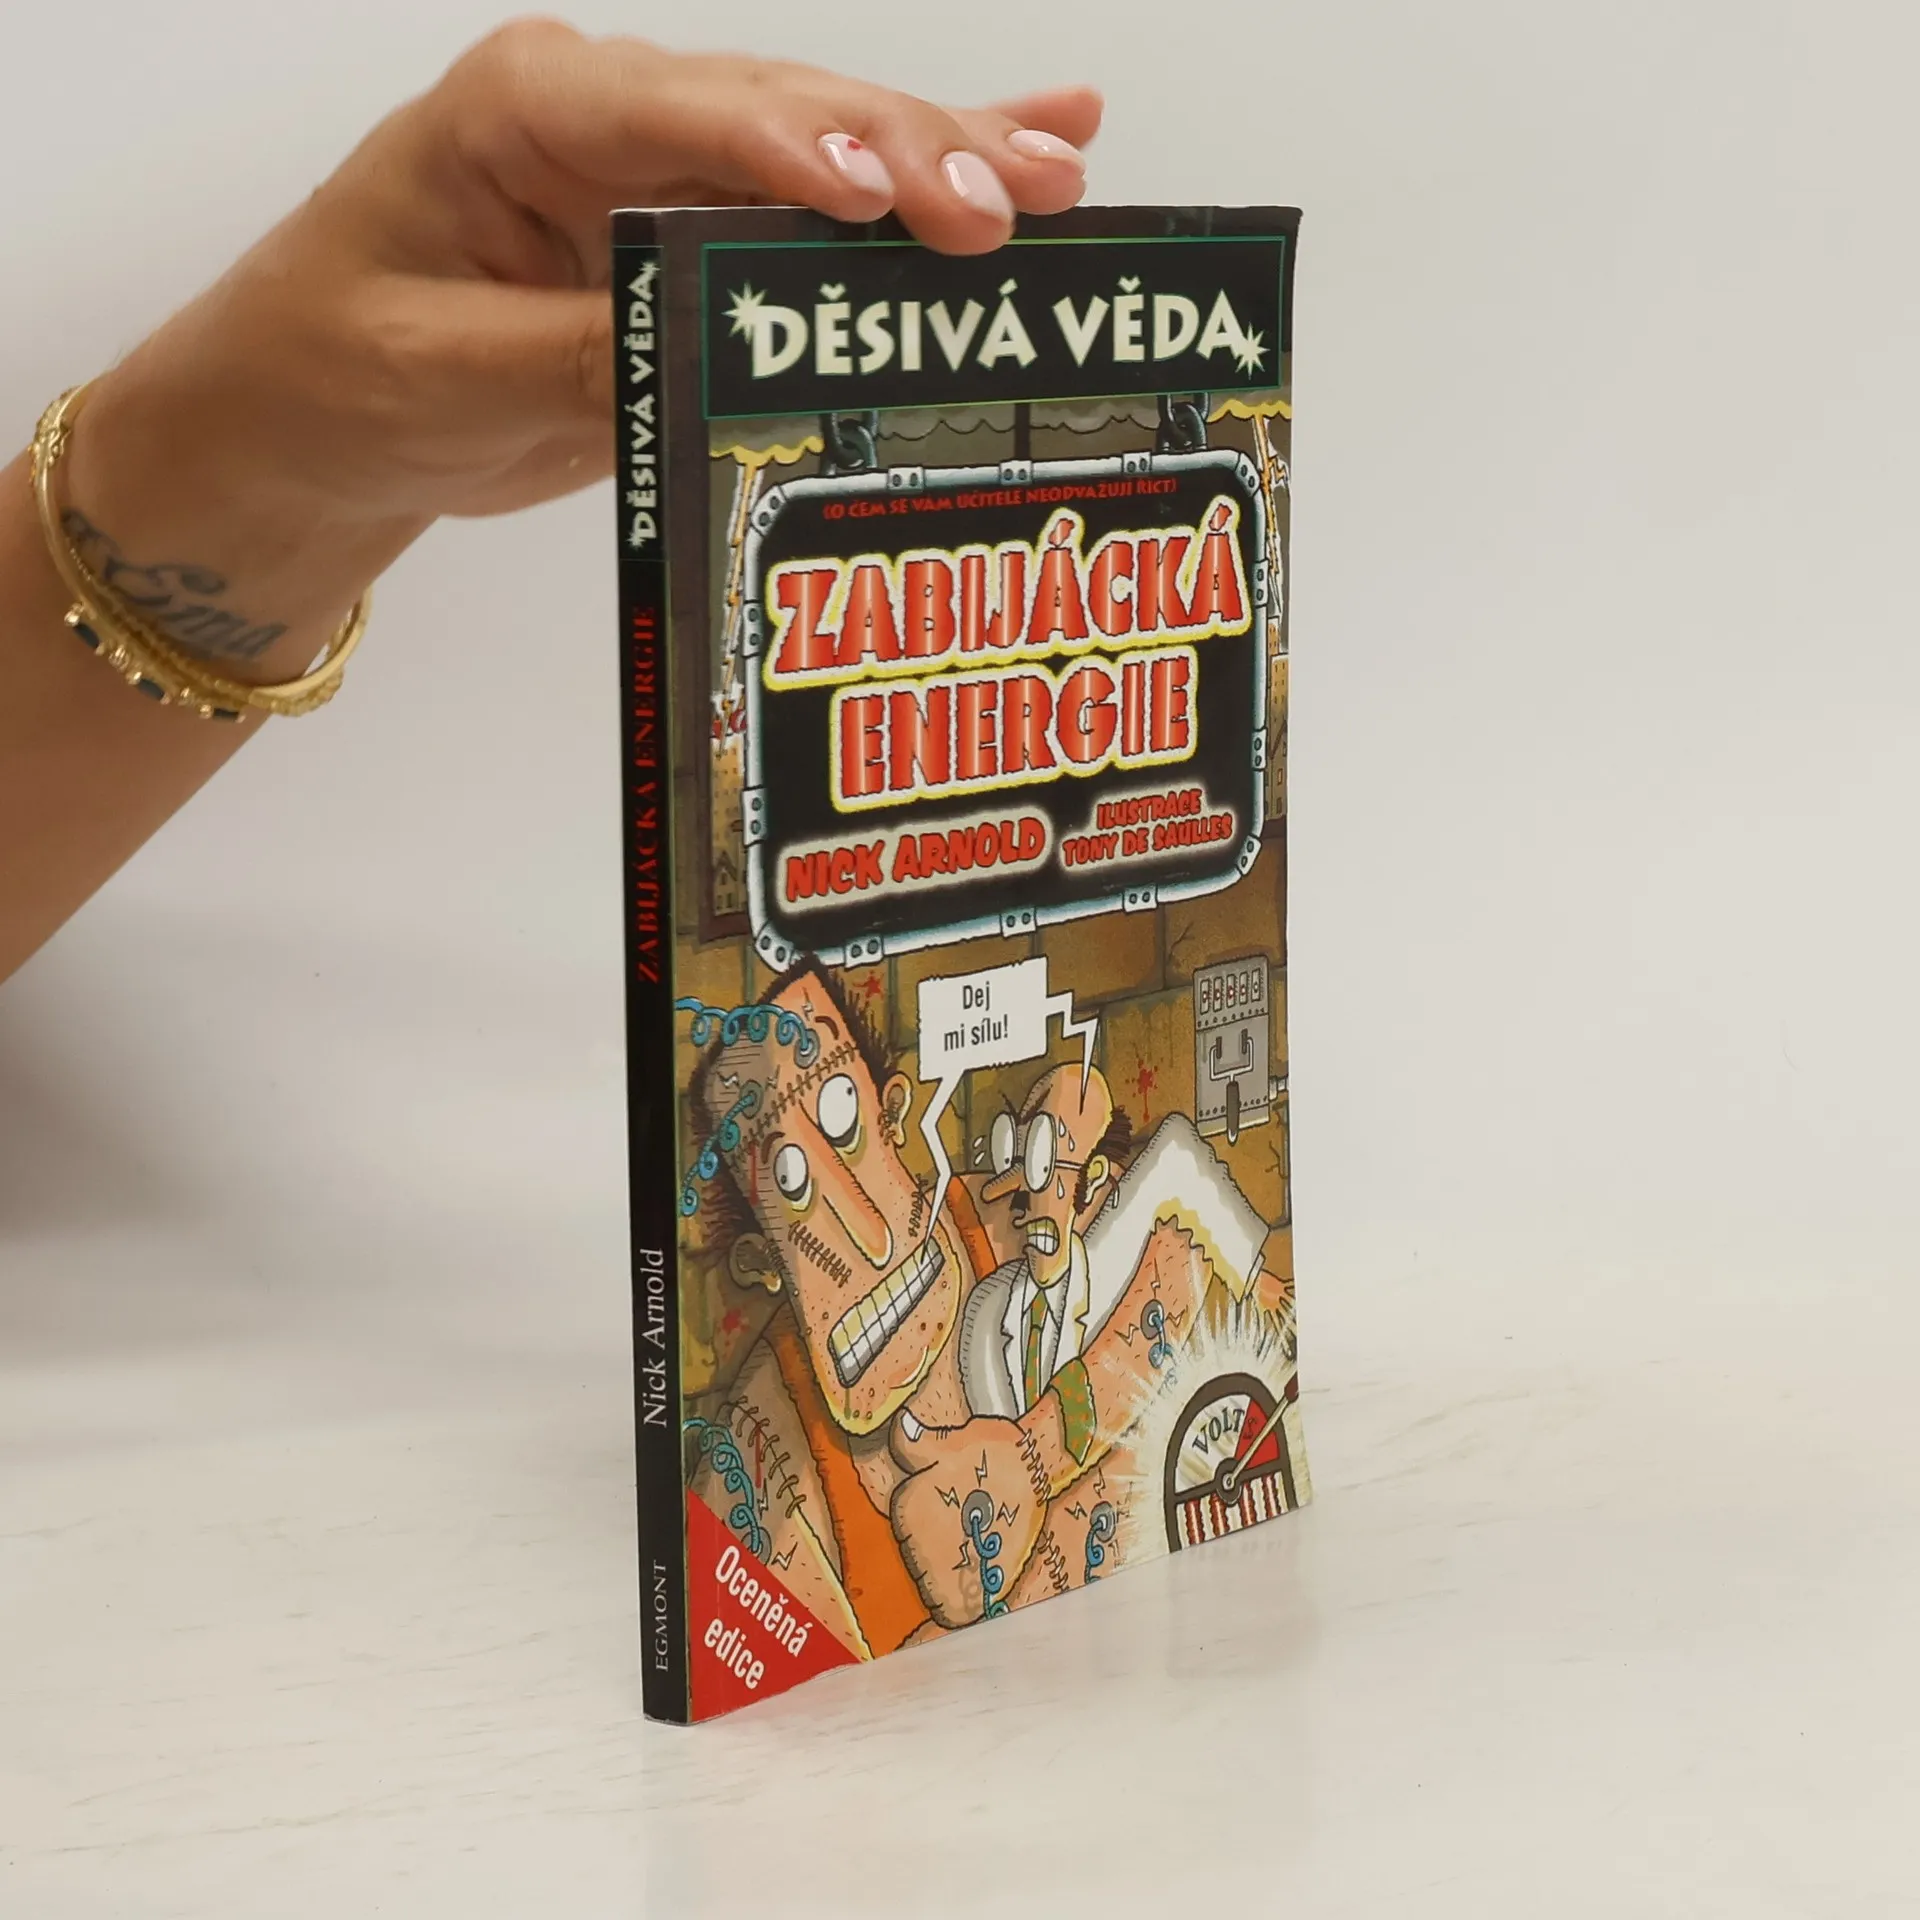 DĚSIVÁ VĚDA
(O ČEM SE VÁM UČITELÉ NEODVAŽUJÍ ŘÍCT)
ZABIJÁCKÁ
ENERGIE
NICK ARNOLD
ILUSTRACE
TONY DE SAULLES
Dej
mi sílu!
VOLTS
Oceněná
edice
DĚSIVÁ VĚDA
ZABIJÁCKÁ ENERGIE
Nick Arnold
EGMONT
Ema